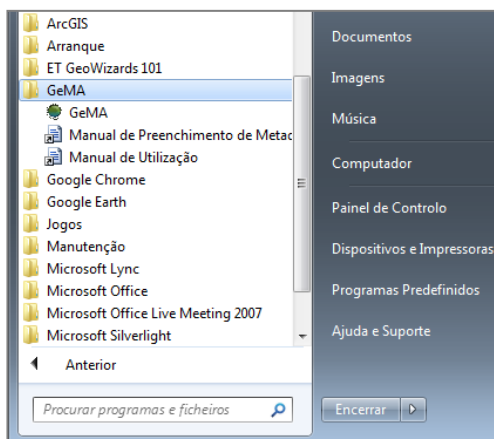 ArcGIS
Arranque
ET GeoWizards 101
GeMA
GeMA
Manual de Preenchimento de Metac
Manual de Utilização
Google Chrome
Google Earth
Jogos
Manutenção
Microsoft Lync
Microsoft Office
Microsoft Office Live Meeting 2007
Microsoft Silverlight
Anterior
Procurar programas e ficheiros
Documentos
Imagens
Música
Computador
Painel de Controlo
Dispositivos e Impressoras
Programas Predefinidos
Ajuda e Suporte
Encerrar